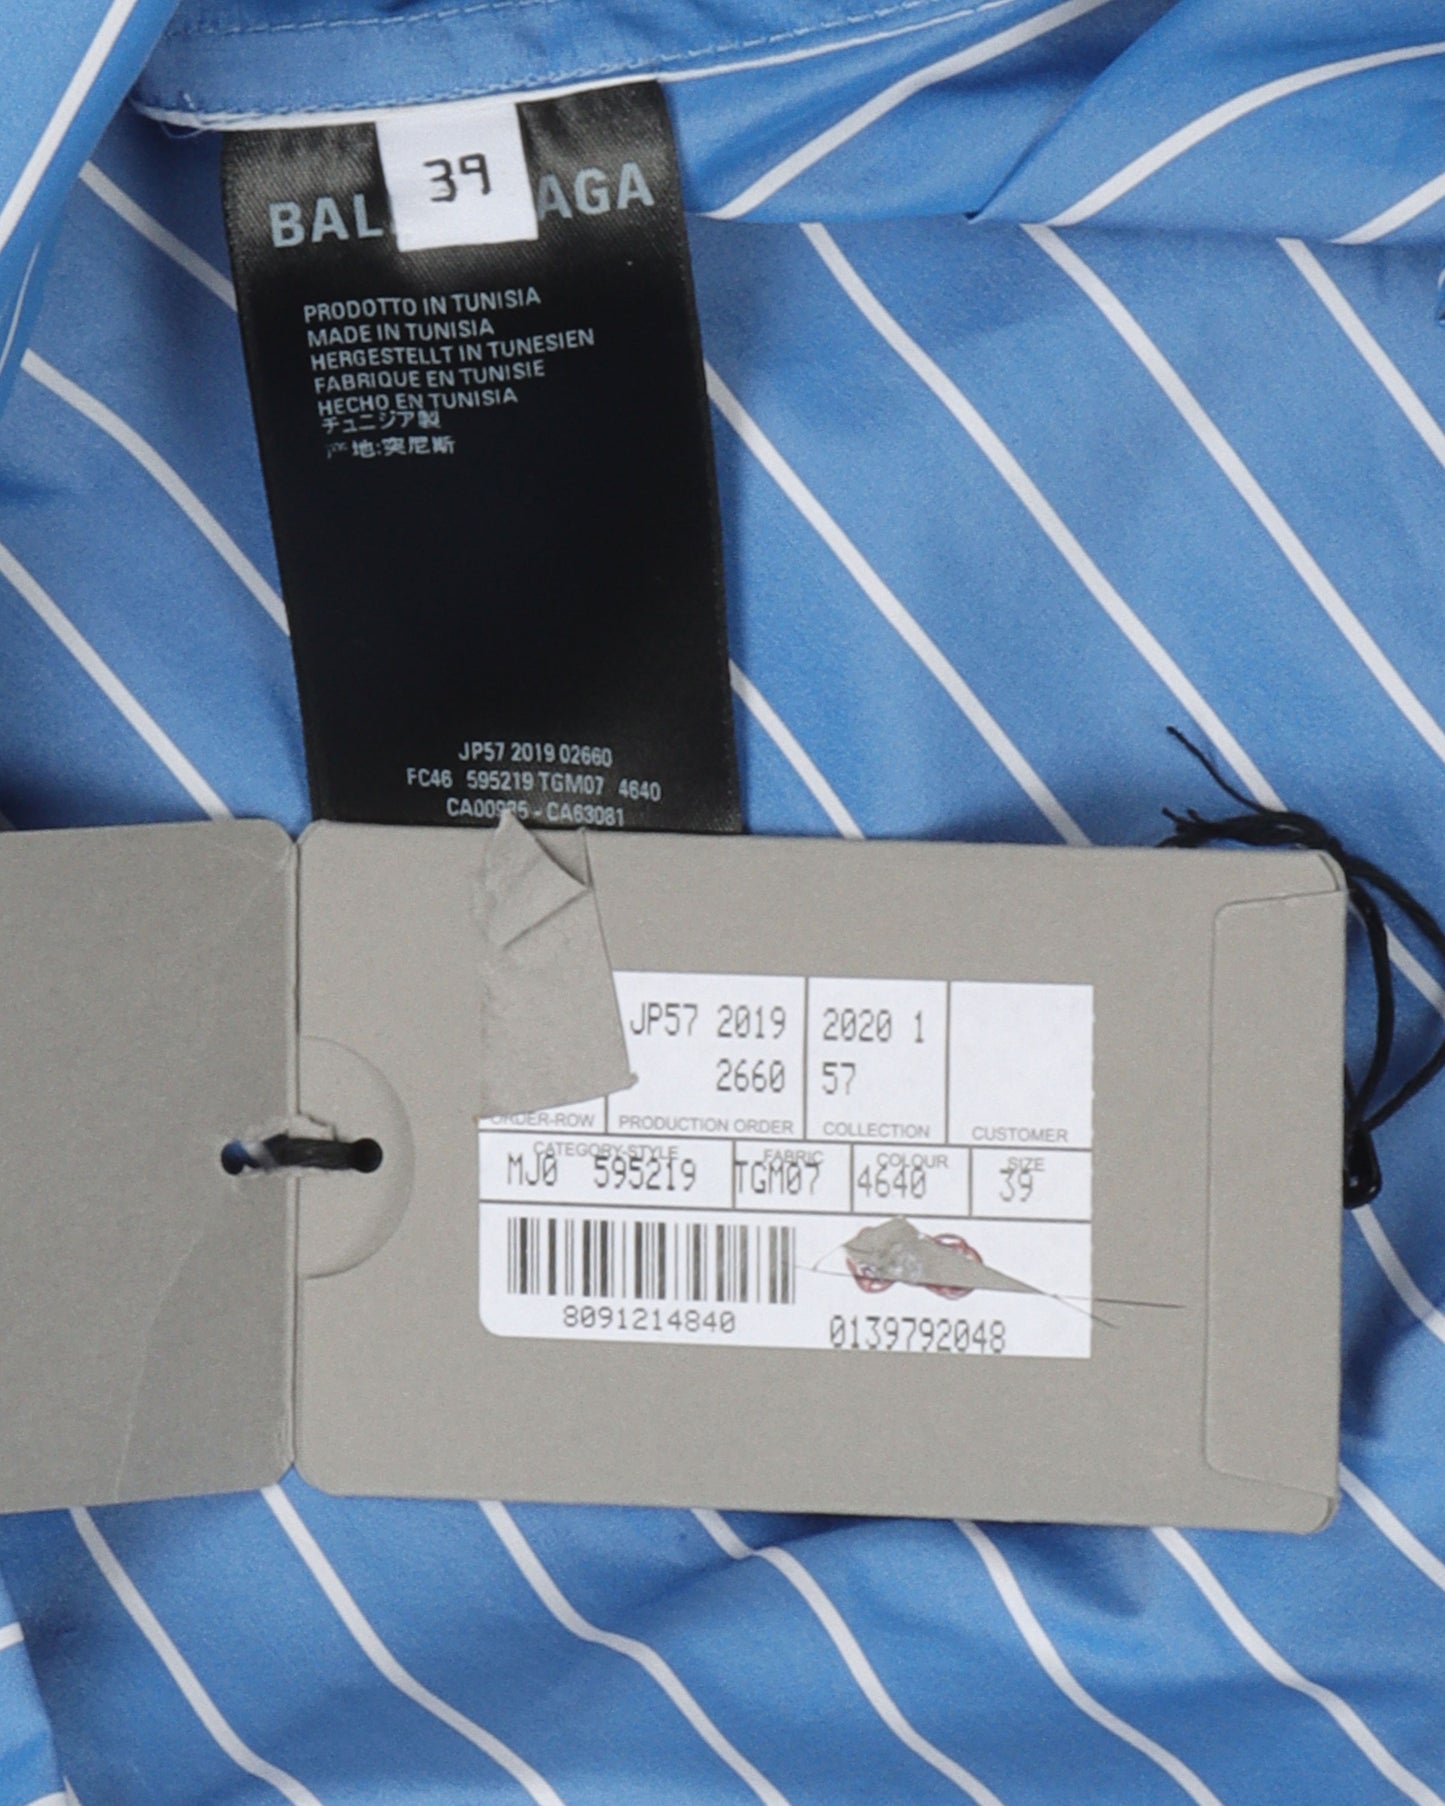 39
BAL AGA
PRODOTTO IN TUNISIA
MADE IN TUNISIA
HERGESTELLT IN TUNESIEN
FABRIQUE EN TUNISIE
HECHO EN TUNISIA
チュニジア製
产地:突尼斯
JP57 2019 02660
FC46 595219 TGM07 4640
CA00985 - CA63081
JP57 2019 2020 1
2660 57
ORDER-ROW PRODUCTION ORDER COLLECTION CUSTOMER
CATEGORY-STYLE FABRIC COLOUR SIZE
MJ0 595219 TGM07 4640 39
8091214840 0139792048